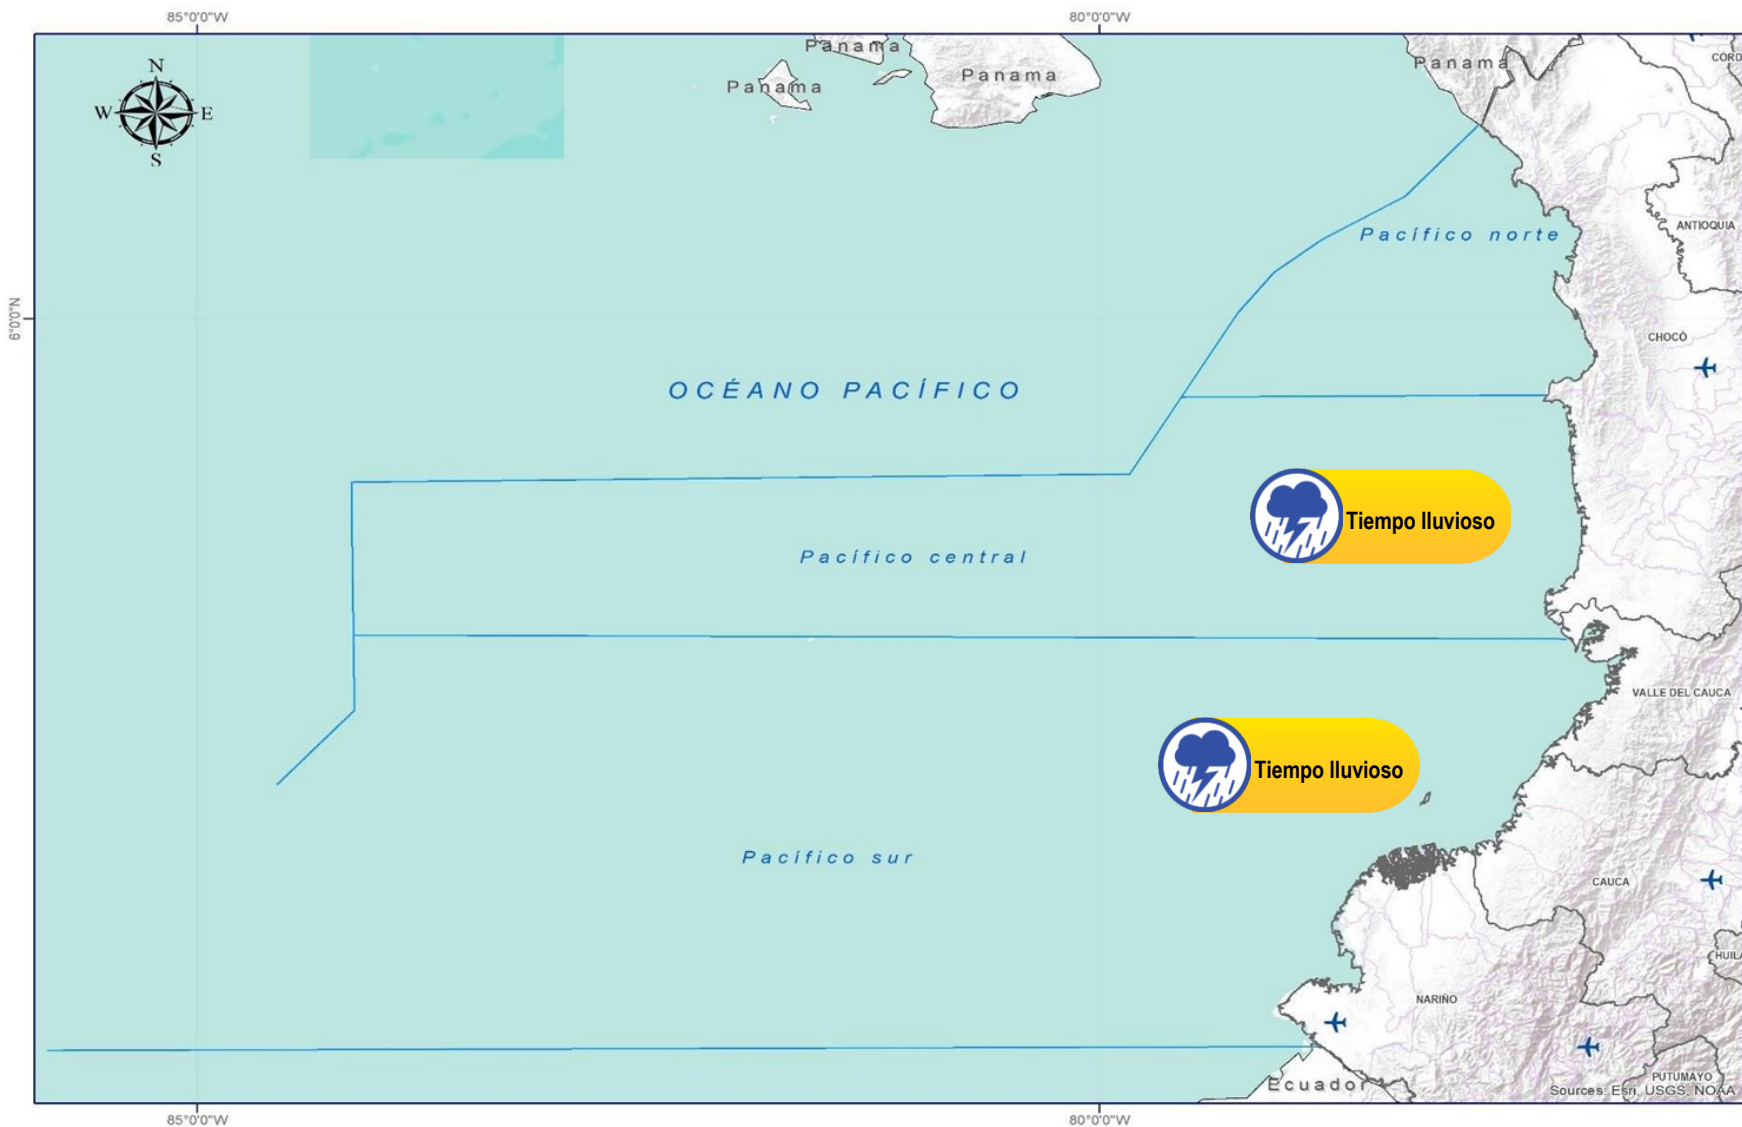 85°0'0"W
80°0'0"W
Panama
Panama
Panama
Panama
CÓRD
N
W
E
S
Pacífico norte
ANTIOQUIA
6°0'0"N
CHOCÓ
OCÉANO PACÍFICO
Tiempo lluvioso
Pacífico central
VALLE DEL CAUCA
Tiempo lluvioso
Pacífico sur
CAUCA
HUILA
NARIÑO
PUTUMAYO
Ecuador
Sources: Esri, USGS, NOAA
85°0'0"W
80°0'0"W